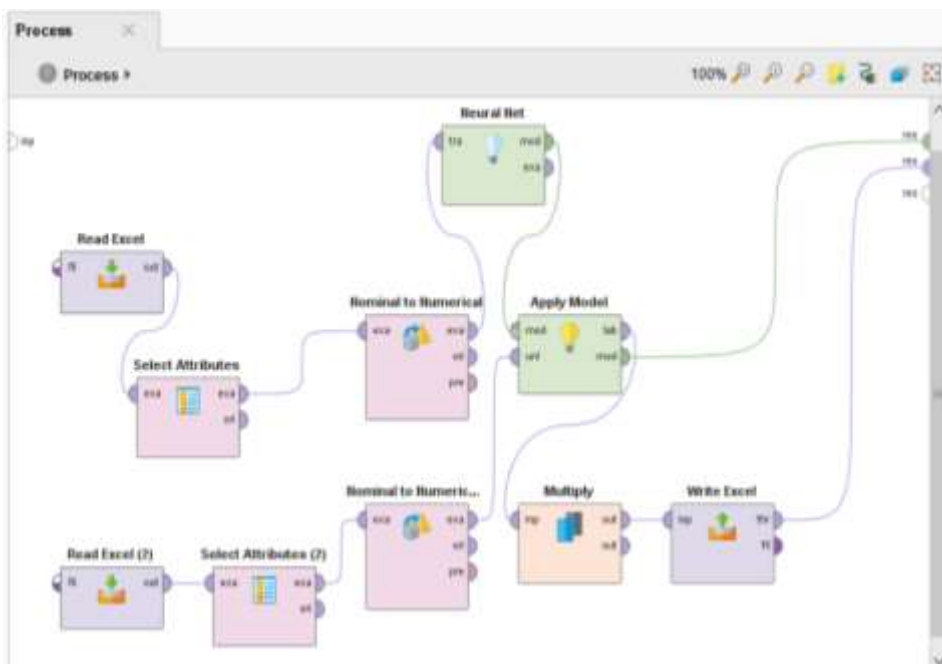 Process
Process
100%
inp
Neural Net
tra mod
exa
res
res
res
Read Excel
fil out
Nominal to Numerical
exa exa
ori
pre
Apply Model
mod lab
unl mod
Select Attributes
exa exa
ori
Nominal to Numeric...
exa exa
ori
pre
Multiply
inp out
out
Write Excel
inp thr
fil
Read Excel (2)
fil out
Select Attributes (2)
exa exa
ori